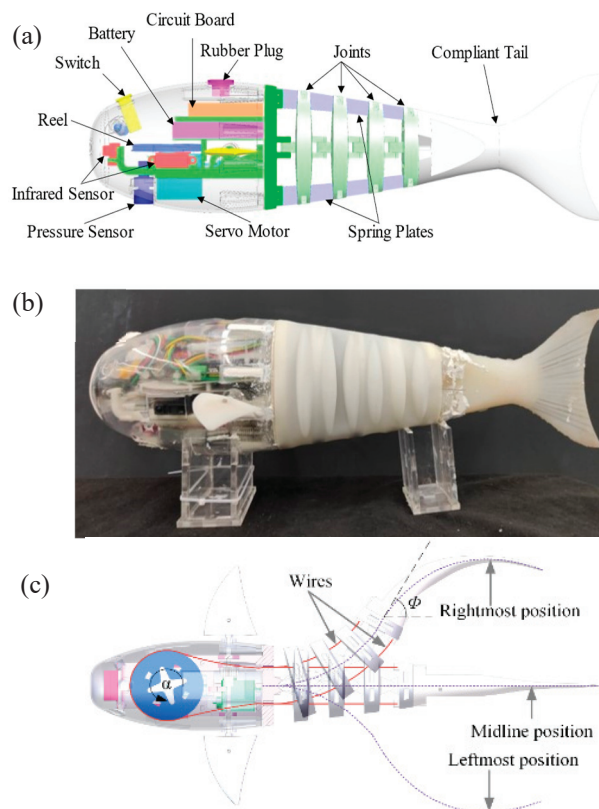 (a)
Circuit Board
Battery
Rubber Plug
Joints
Compliant Tail
Switch
Reel
Infrared Sensor
Pressure Sensor
Servo Motor
Spring Plates
(b)
(c)
Wires
Φ
Rightmost position
α
Midline position
Leftmost position